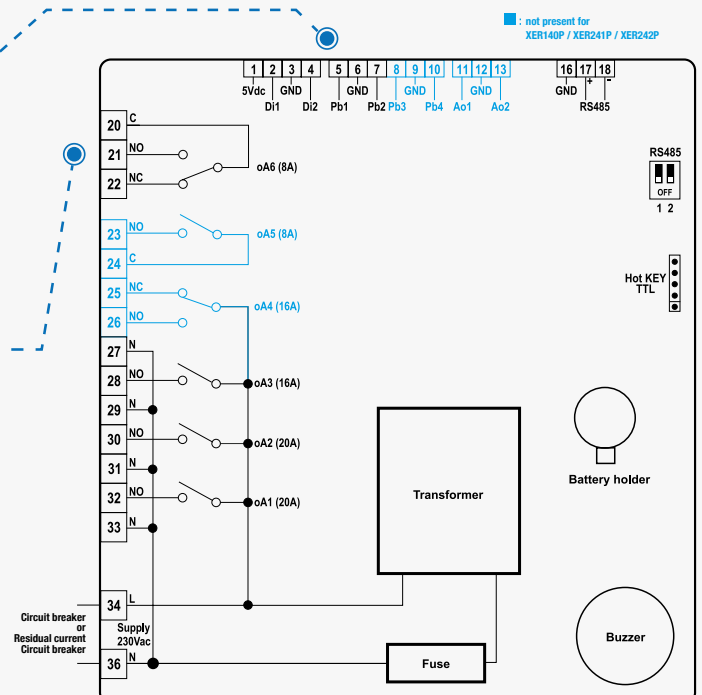 : not present for
XER140P / XER241P / XER242P
1 2 3 4 5 6 7 8 9 10 11 12 13 16 17 18
5Vdc GND GND GND GND GND + -
Di1 Di2 Pb1 Pb2 Pb3 Pb4 Ao1 Ao2 RS485
20 C
21 NO
22 NC
oA6 (8A)
23 NO
oA5 (8A)
24 C
25 NC
oA4 (16A)
26 NO
27 N
28 NO
oA3 (16A)
29 N
30 NO
oA2 (20A)
31 N
32 NO
oA1 (20A)
33 N
34 L
Supply
230Vac
36 N
Circuit breaker
or
Residual current
Circuit breaker
RS485
OFF
1 2
Hot KEY
TTL
Battery holder
Transformer
Fuse
Buzzer